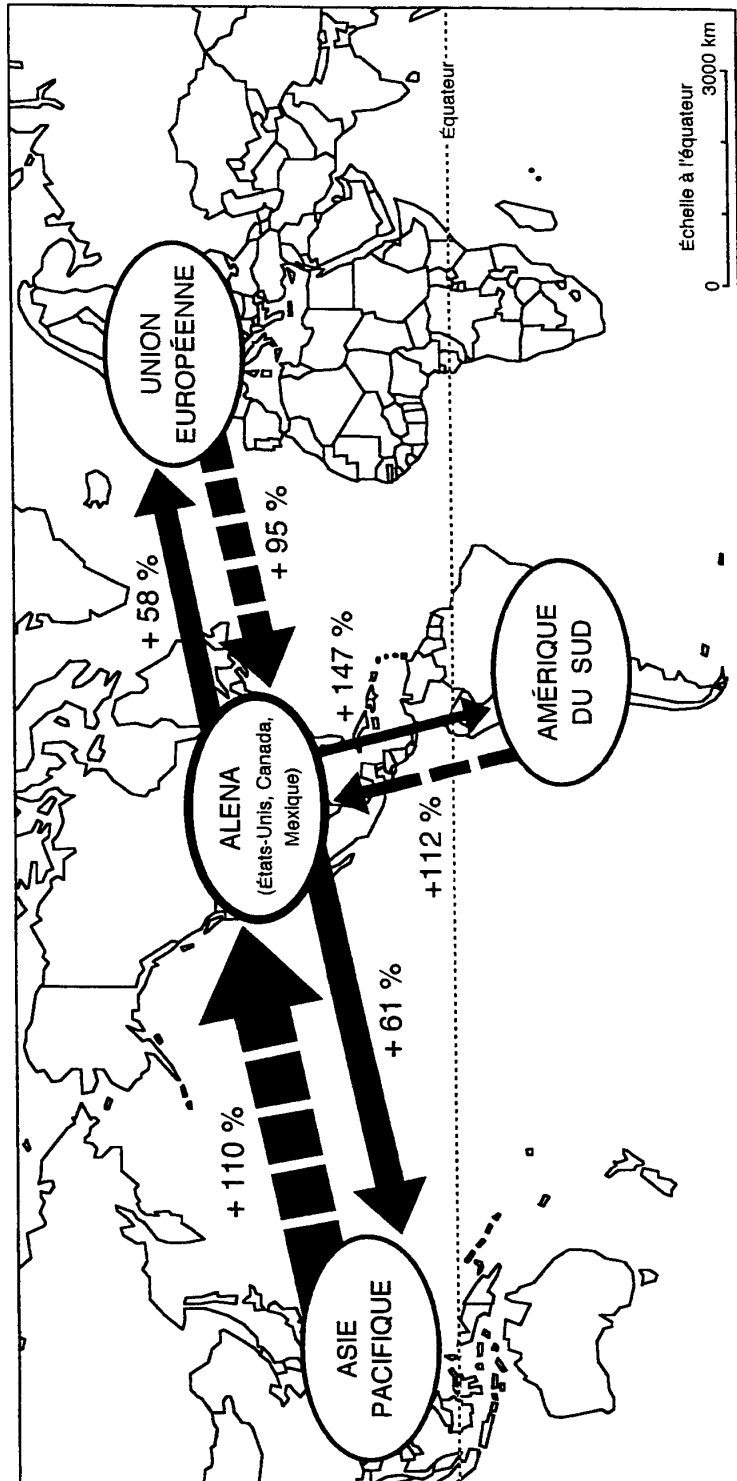 UNION
EUROPÉENNE
+ 58 %
+ 95 %
ALENA
(États-Unis, Canada,
Mexique)
+ 147 %
+112 %
AMÉRIQUE
DU SUD
+ 110 %
+ 61 %
ASIE
PACIFIQUE
Équateur
Échelle à l'équateur
0
3000 km